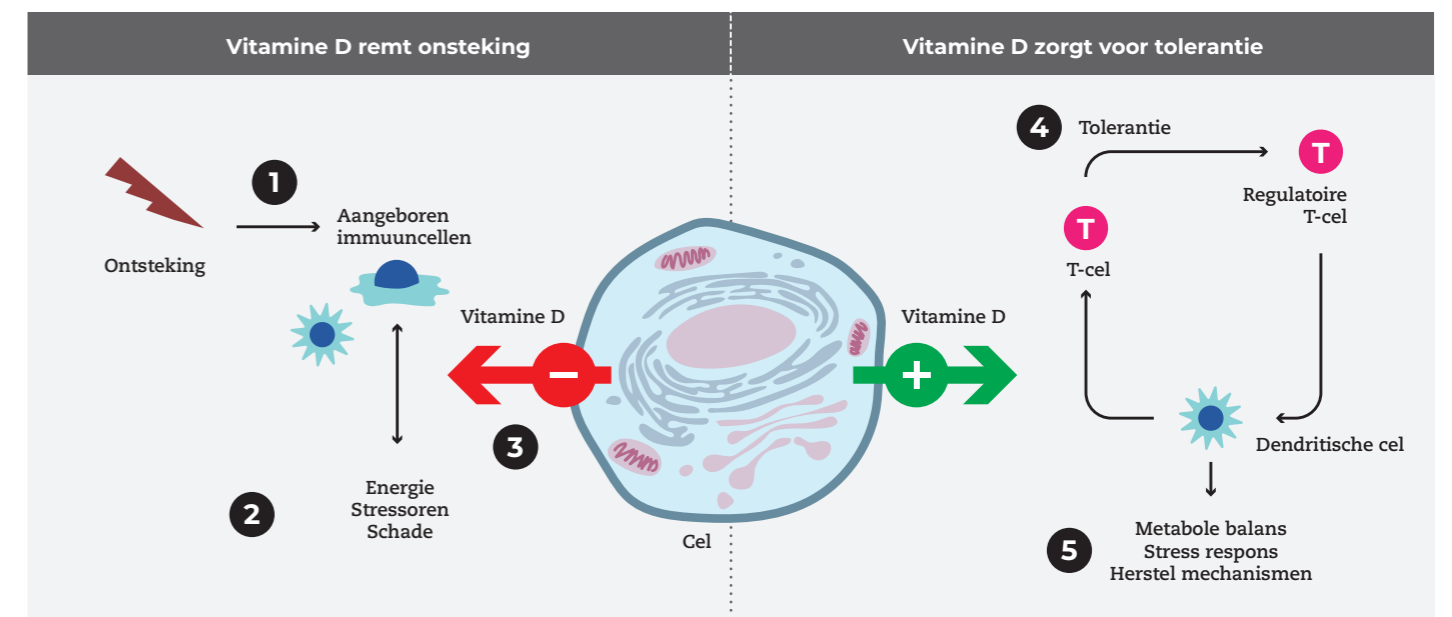 Vitamine D remt onsteking
Vitamine D zorgt voor tolerantie
1
Aangeboren
immuuncellen
Ontsteking
Vitamine D
−
3
2
Energie
Stressoren
Schade
Cel
4
Tolerantie
T
Regulatoire
T-cel
T
T-cel
Vitamine D
+
Dendritische cel
5
Metabole balans
Stress respons
Herstel mechanismen